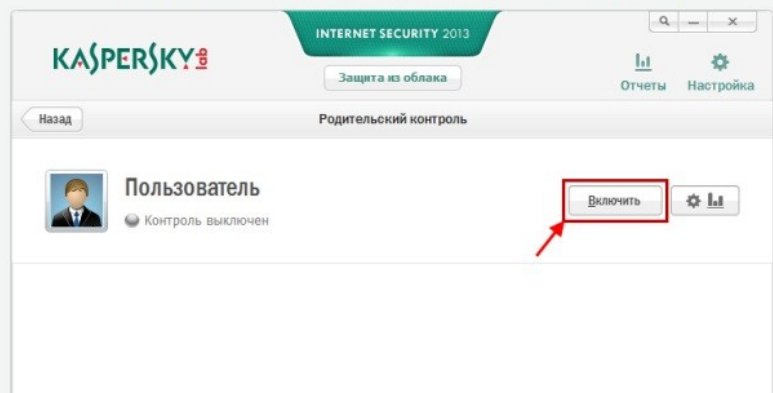 KASPERSKY lab
INTERNET SECURITY 2013
Защита из облака
Отчеты
Настройка
Назад
Родительский контроль
Пользователь
Контроль выключен
Включить